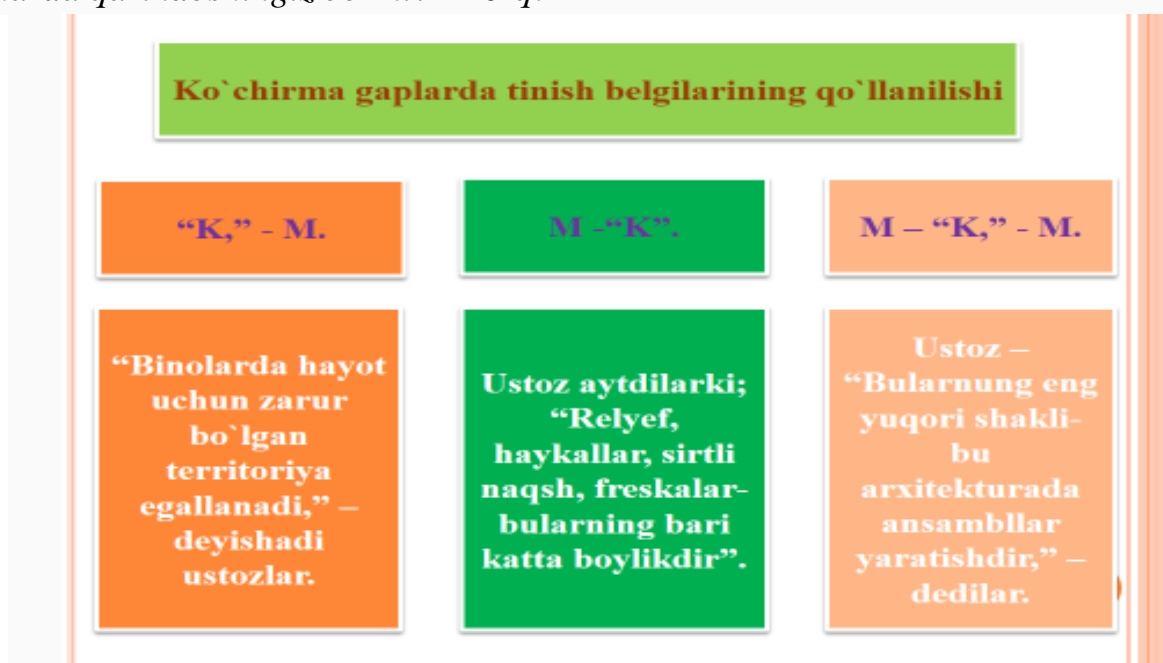 Ko`chirma gaplarda tinish belgilarining qo`llanilishi
“K,” - M.
“Binolarda hayot
uchun zarur
bo`lgan
territoriya
egallanadi,” –
deyishadi
ustozlar.
M -“K”.
Ustoz aytdilarki;
“Relyef,
haykallar, sirtli
naqsh, freskalar-
bularning bari
katta boylikdir”.
M – “K,” - M.
Ustoz –
“Bularnung eng
yuqori shakli-
bu
arxitekturada
ansambllar
yaratishdir,” –
dedilar.